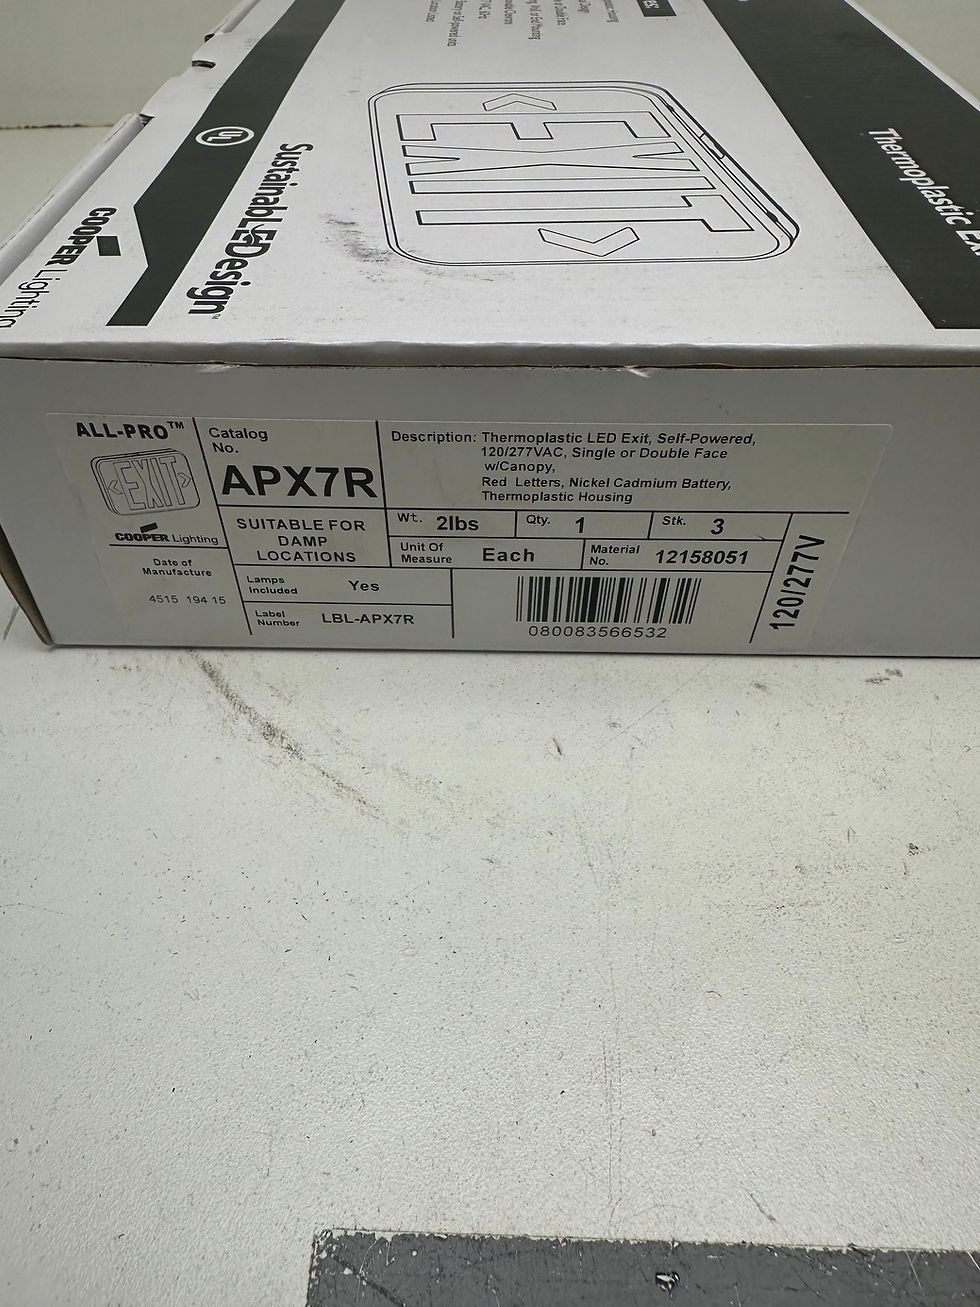 Thermoplastic
EXIT
UL
SustainabLEDesign™
COOPER Lighting
ALL-PRO™
EXIT
COOPER Lighting
Date of
Manufacture
4515 194 15
Catalog
No.
APX7R
SUITABLE FOR
DAMP
LOCATIONS
Lamps
Included
Yes
Label
Number
LBL-APX7R
Description: Thermoplastic LED Exit, Self-Powered,
120/277VAC, Single or Double Face
w/Canopy,
Red Letters, Nickel Cadmium Battery,
Thermoplastic Housing
Wt. 2lbs
Qty. 1
Stk. 3
Unit Of
Measure
Each
Material
No.
12158051
080083566532
120/277V